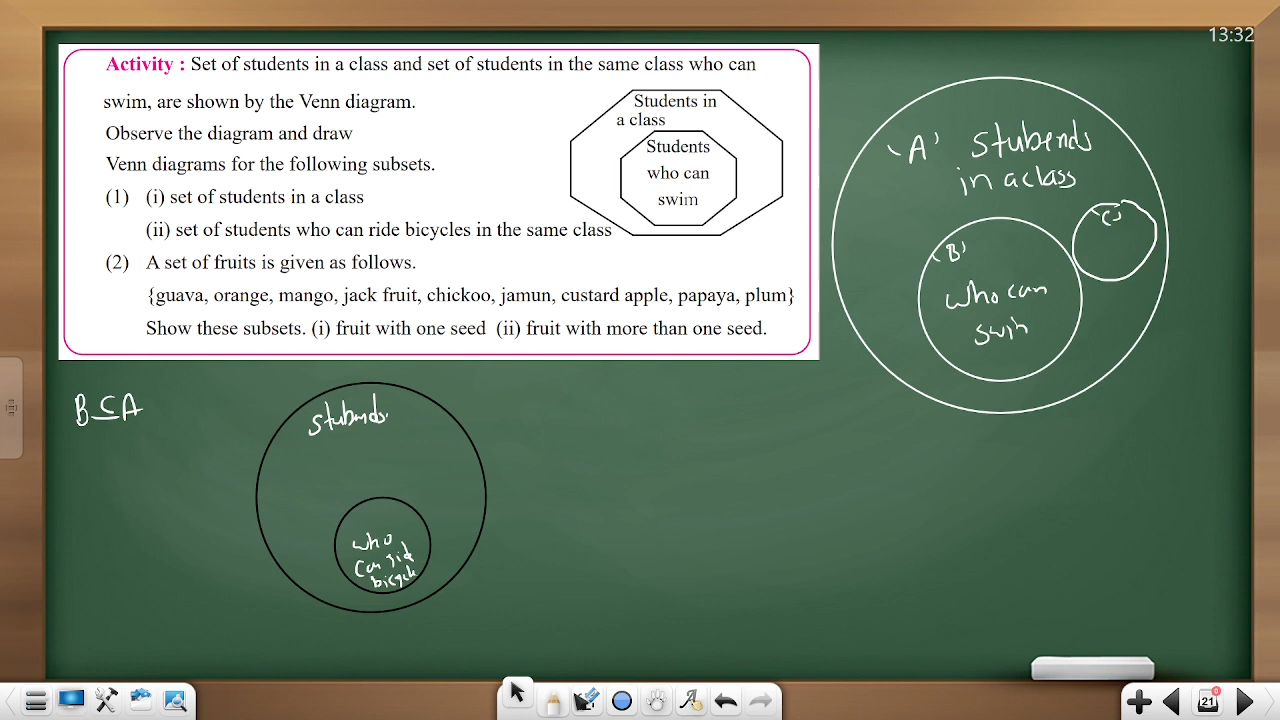 13:32
Activity : Set of students in a class and set of students in the same class who can
swim, are shown by the Venn diagram.
Observe the diagram and draw
Venn diagrams for the following subsets.
(1) (i) set of students in a class
(ii) set of students who can ride bicycles in the same class
(2) A set of fruits is given as follows.
{guava, orange, mango, jack fruit, chickoo, jamun, custard apple, papaya, plum}
Show these subsets. (i) fruit with one seed (ii) fruit with more than one seed.
Students in
a class
Students
who can
swim
'A' stubends
in a class
'B'
who can
swim
'C'
B⊆A
stubends.
who
can rid
bicycle
21
0